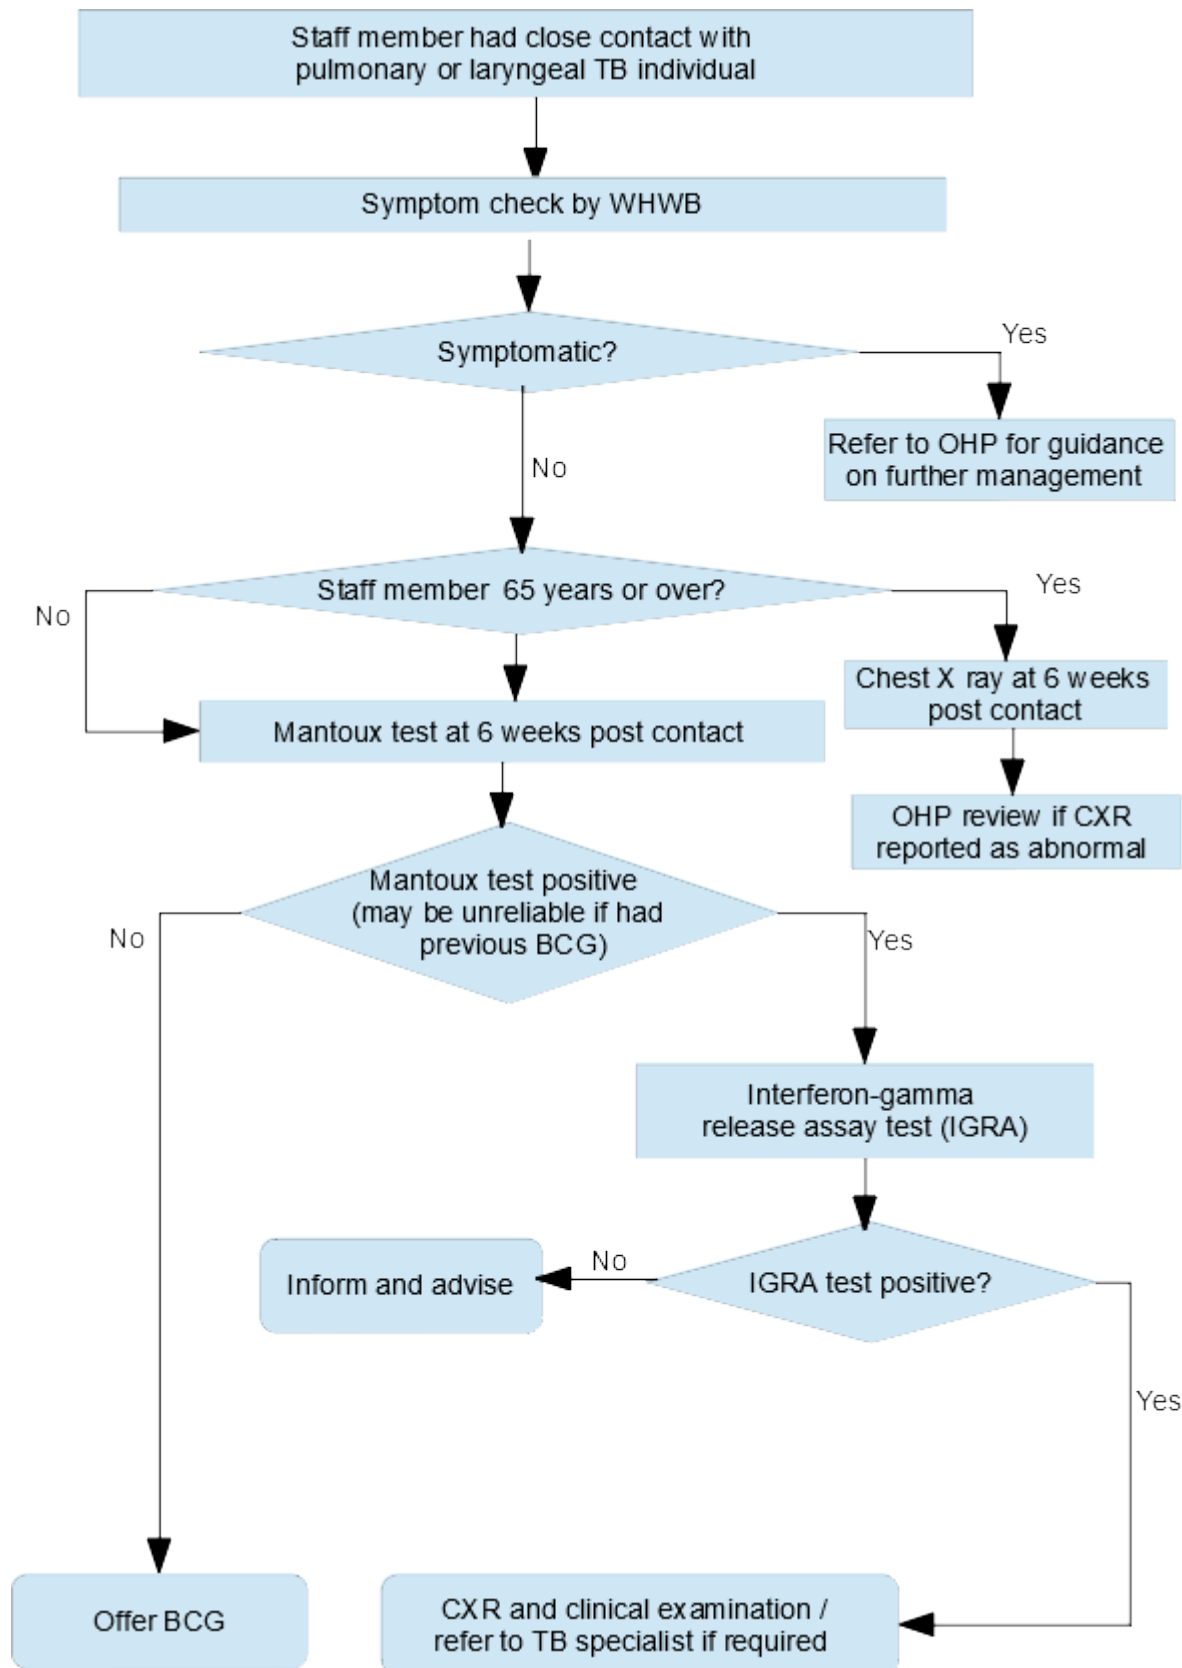 Staff member had close contact with
pulmonary or laryngeal TB individual
Symptom check by WHWB
Symptomatic?
Yes
Refer to OHP for guidance
on further management
No
Staff member 65 years or over?
Yes
No
Chest X ray at 6 weeks
post contact
Mantoux test at 6 weeks post contact
OHP review if CXR
reported as abnormal
Mantoux test positive
(may be unreliable if had
previous BCG)
No
Yes
Interferon-gamma
release assay test (IGRA)
Inform and advise
No
IGRA test positive?
Yes
Offer BCG
CXR and clinical examination /
refer to TB specialist if required